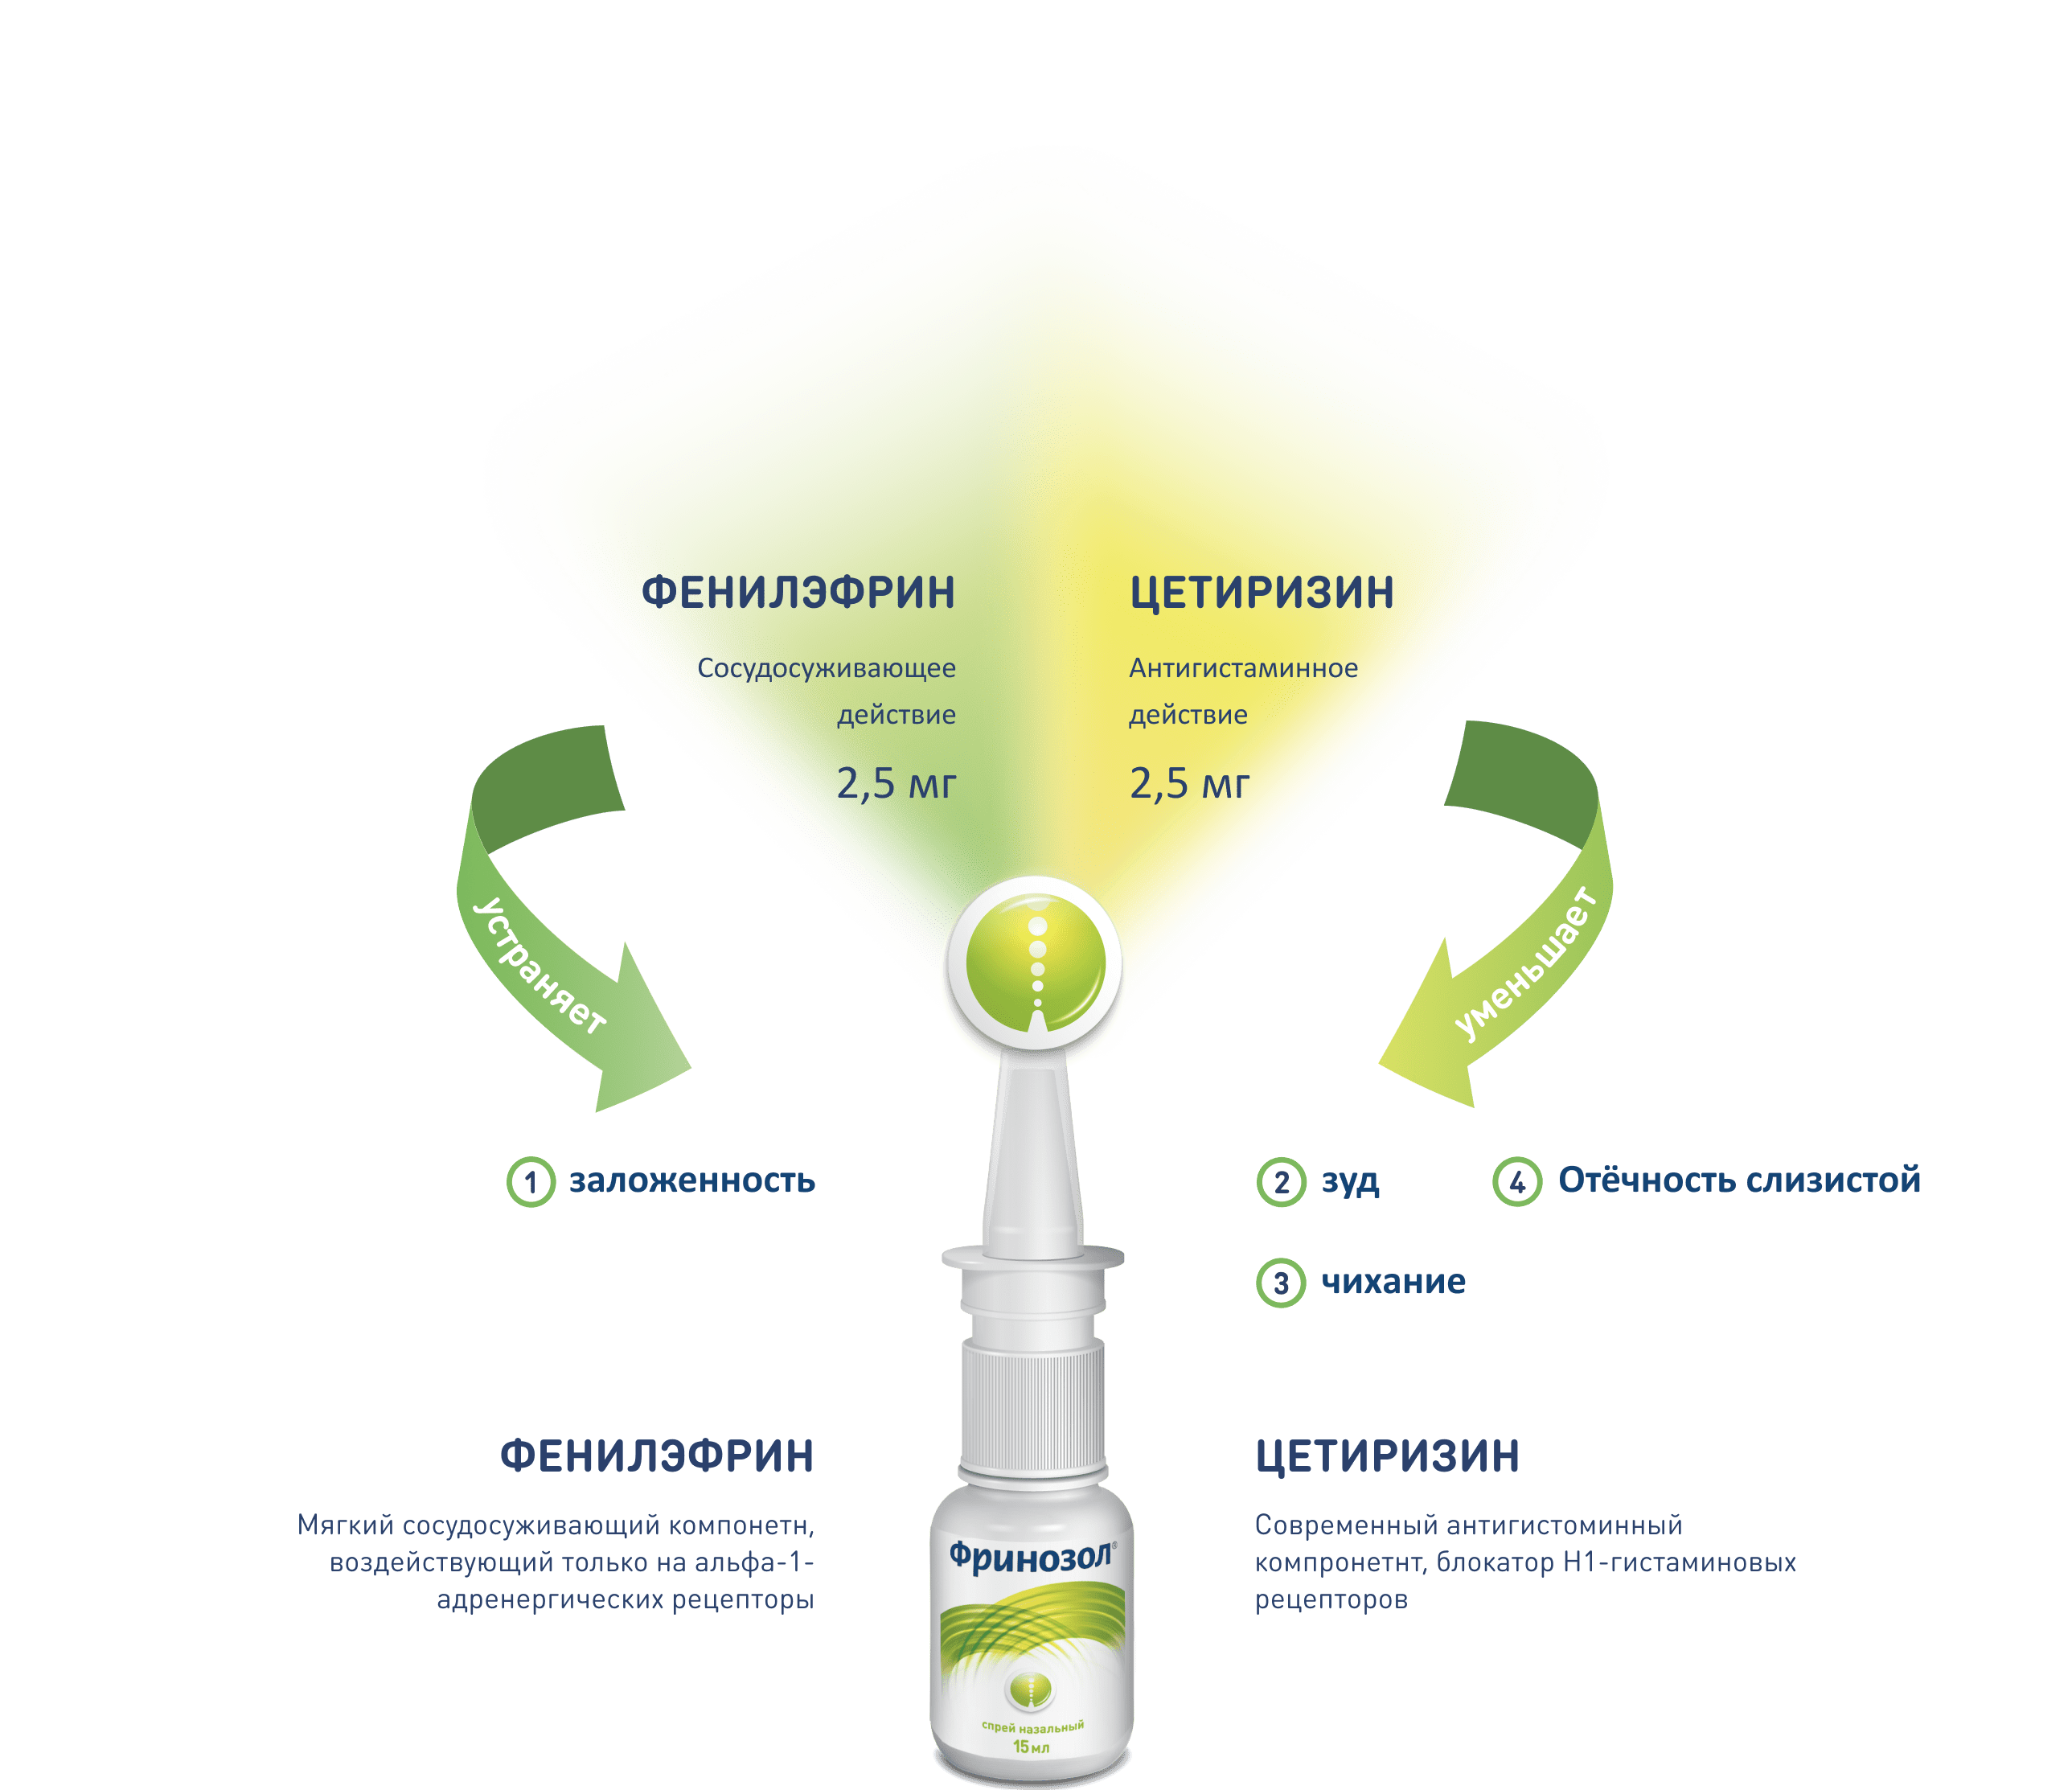 ФЕНИЛЭФРИН
Сосудосуживающее
действие
2,5 мг
ЦЕТИРИЗИН
Антигистаминное
действие
2,5 мг
устраняет
уменьшает
1 заложенность
2 зуд
3 чихание
4 Отёчность слизистой
ФЕНИЛЭФРИН
Мягкий сосудосуживающий компонетн,
воздействующий только на альфа-1-
адренергических рецепторы
ЦЕТИРИЗИН
Современный антигистоминный
компронетнт, блокатор Н1-гистаминовых
рецепторов
Фринозол®
спрей назальный
15мл